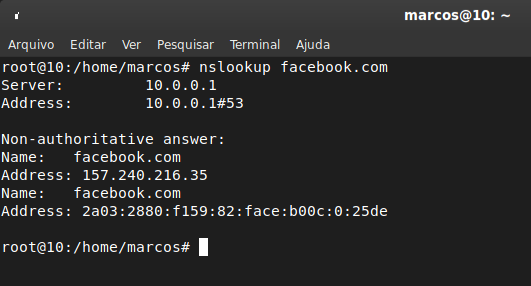 marcos@10: ~
Arquivo Editar Ver Pesquisar Terminal Ajuda
root@10:/home/marcos# nslookup facebook.com
Server:         10.0.0.1
Address:        10.0.0.1#53
Non-authoritative answer:
Name:   facebook.com
Address: 157.240.216.35
Name:   facebook.com
Address: 2a03:2880:f159:82:face:b00c:0:25de
root@10:/home/marcos#